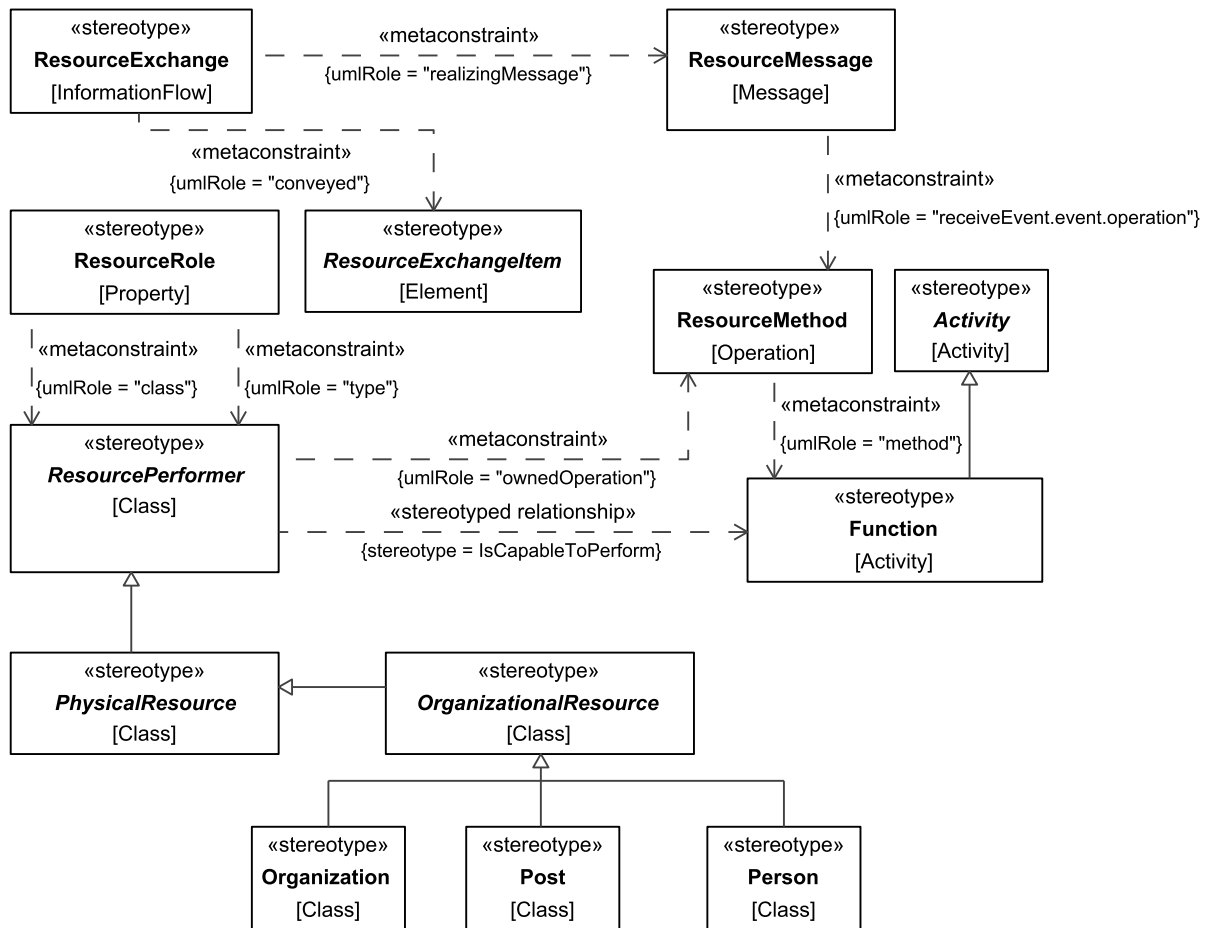 «stereotype»
ResourceExchange
[InformationFlow]
«metaconstraint»
{umlRole = "realizingMessage"}
«stereotype»
ResourceMessage
[Message]
«metaconstraint»
{umlRole = "conveyed"}
«metaconstraint»
{umlRole = "receiveEvent.event.operation"}
«stereotype»
ResourceRole
[Property]
«stereotype»
ResourceExchangeItem
[Element]
«stereotype»
ResourceMethod
[Operation]
«stereotype»
Activity
[Activity]
«metaconstraint»
{umlRole = "class"}
«metaconstraint»
{umlRole = "type"}
«metaconstraint»
{umlRole = "method"}
«stereotype»
ResourcePerformer
[Class]
«metaconstraint»
{umlRole = "ownedOperation"}
«stereotyped relationship»
{stereotype = IsCapableToPerform}
«stereotype»
Function
[Activity]
«stereotype»
PhysicalResource
[Class]
«stereotype»
OrganizationalResource
[Class]
«stereotype»
Organization
[Class]
«stereotype»
Post
[Class]
«stereotype»
Person
[Class]